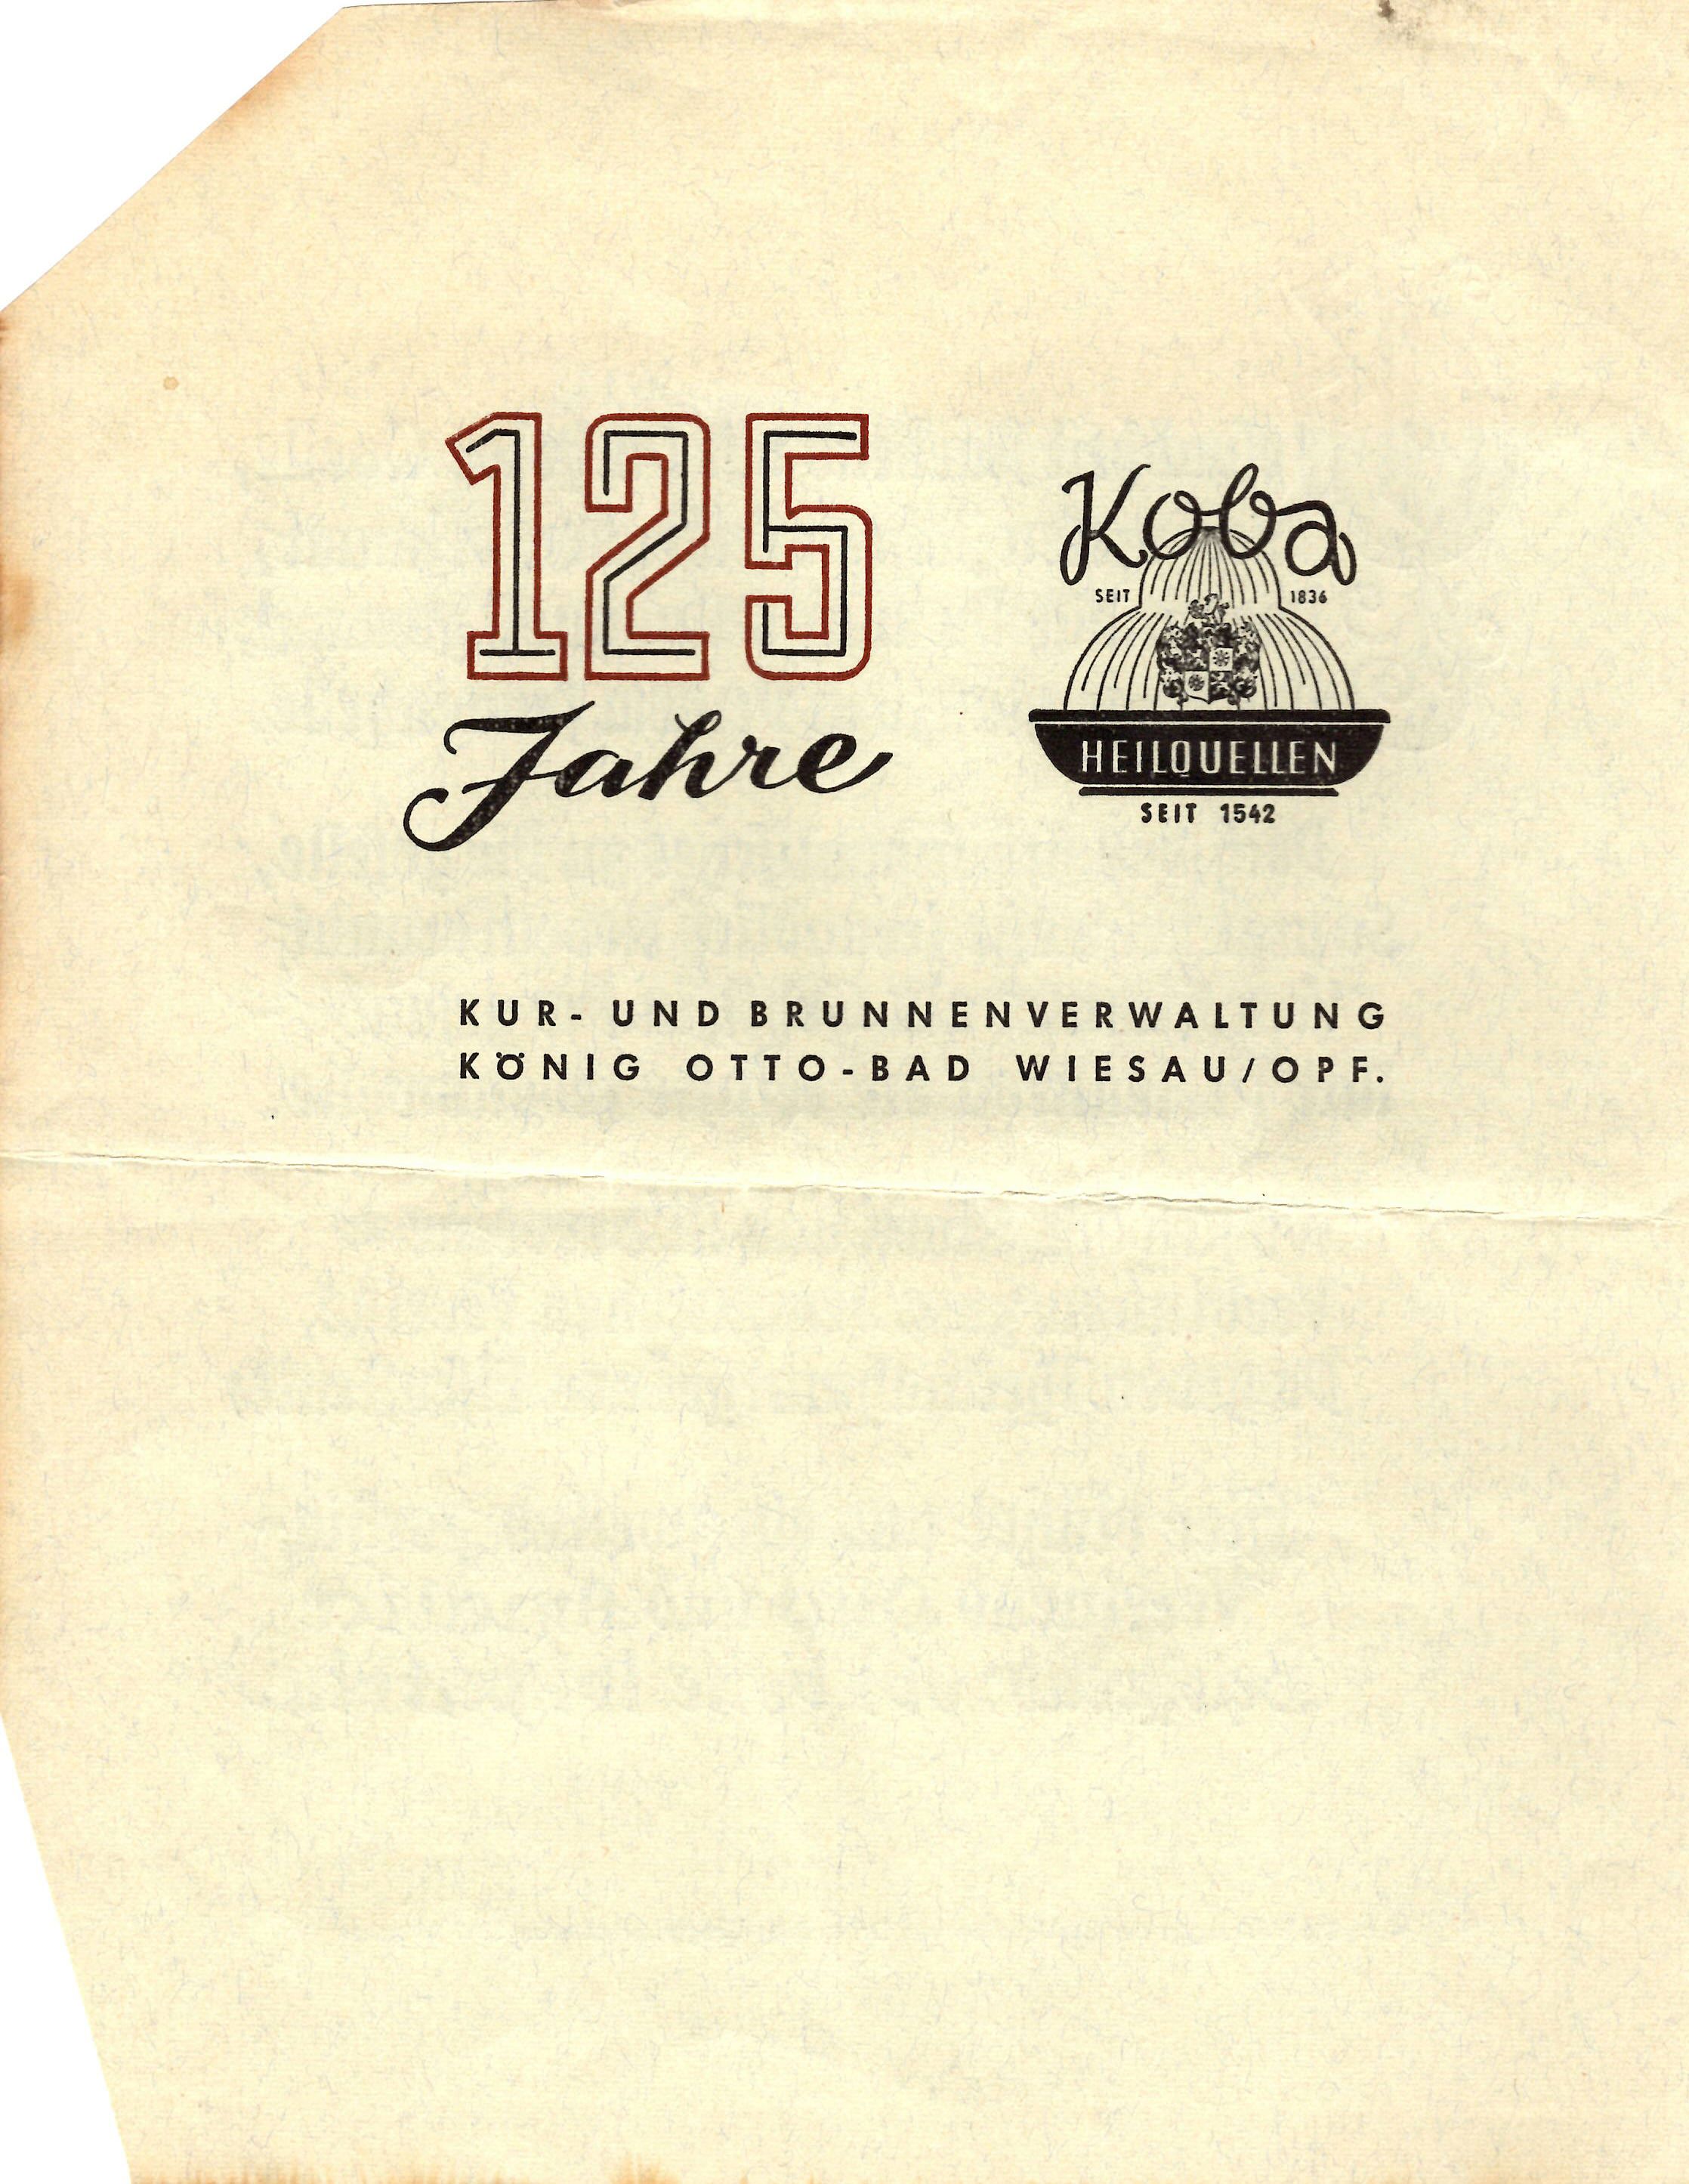 125
Jahre
Koba
SEIT 1836
HEILQUELLEN
SEIT 1542
KUR- UND BRUNNENVERWALTUNG
KÖNIG OTTO-BAD WIESAU/OPF.